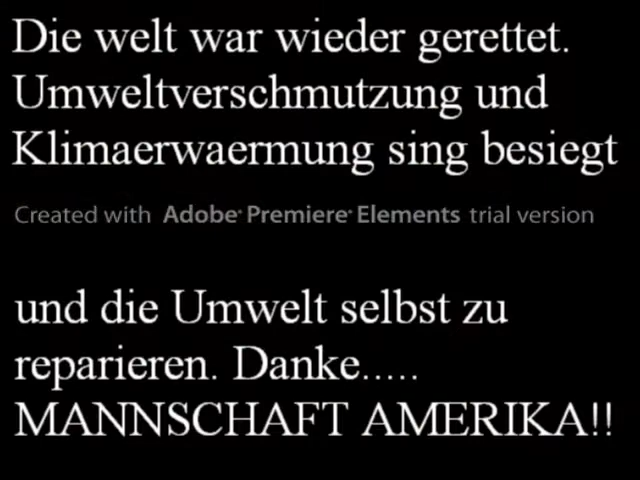 Die welt war wieder gerettet.
Umweltverschmutzung und
Klimaerwaermung sing besiegt
Created with Adobe® Premiere® Elements trial version
und die Umwelt selbst zu
reparieren. Danke.....
MANNSCHAFT AMERIKA!!